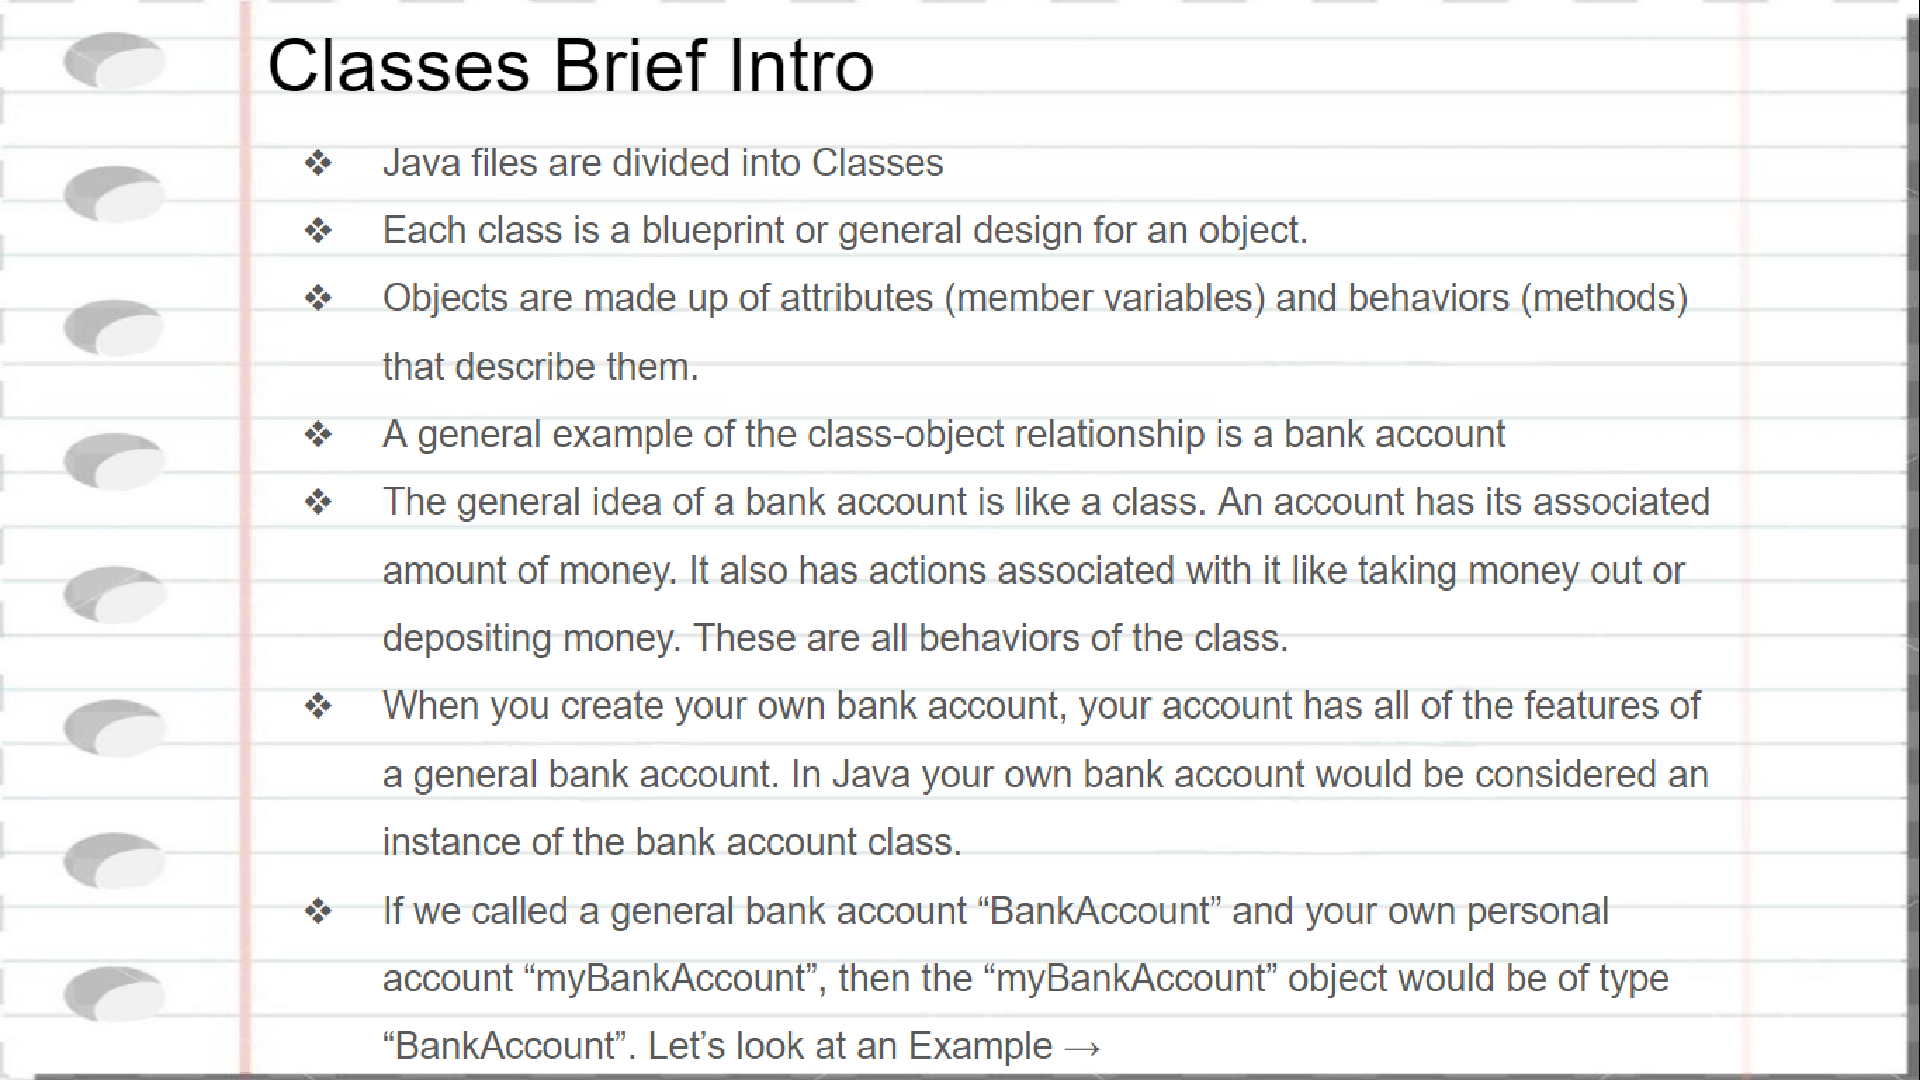 Classes Brief Intro
❖ Java files are divided into Classes
❖ Each class is a blueprint or general design for an object.
❖ Objects are made up of attributes (member variables) and behaviors (methods)
that describe them.
❖ A general example of the class-object relationship is a bank account
❖ The general idea of a bank account is like a class. An account has its associated
amount of money. It also has actions associated with it like taking money out or
depositing money. These are all behaviors of the class.
❖ When you create your own bank account, your account has all of the features of
a general bank account. In Java your own bank account would be considered an
instance of the bank account class.
❖ If we called a general bank account “BankAccount” and your own personal
account “myBankAccount”, then the “myBankAccount” object would be of type
“BankAccount”. Let’s look at an Example →